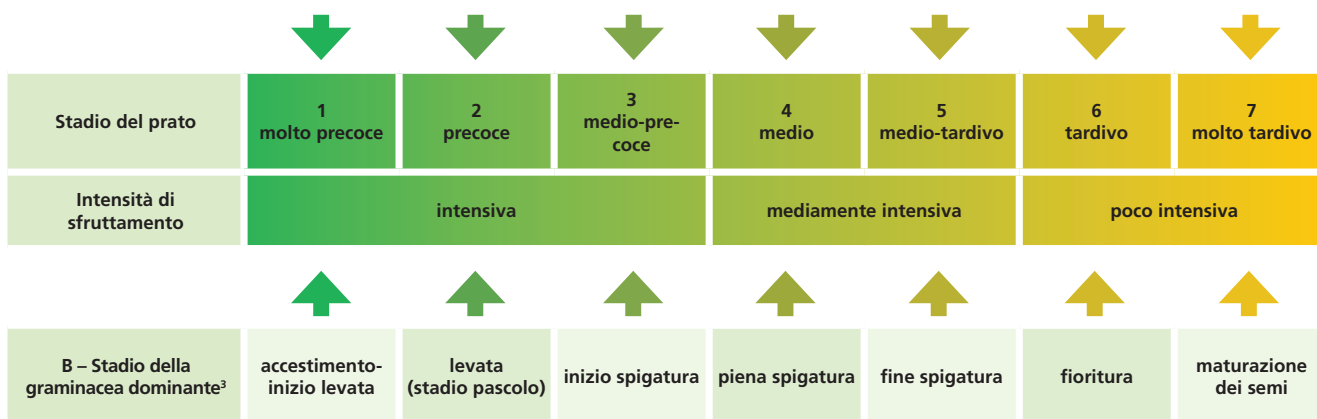 Stadio del prato
1
molto precoce
2
precoce
3
medio-pre-
coce
4
medio
5
medio-tardivo
6
tardivo
7
molto tardivo
Intensità di
sfruttamento
intensiva
mediamente intensiva
poco intensiva
B – Stadio della
graminacea dominante³
accestimento-
inizio levata
levata
(stadio pascolo)
inizio spigatura
piena spigatura
fine spigatura
fioritura
maturazione
dei semi